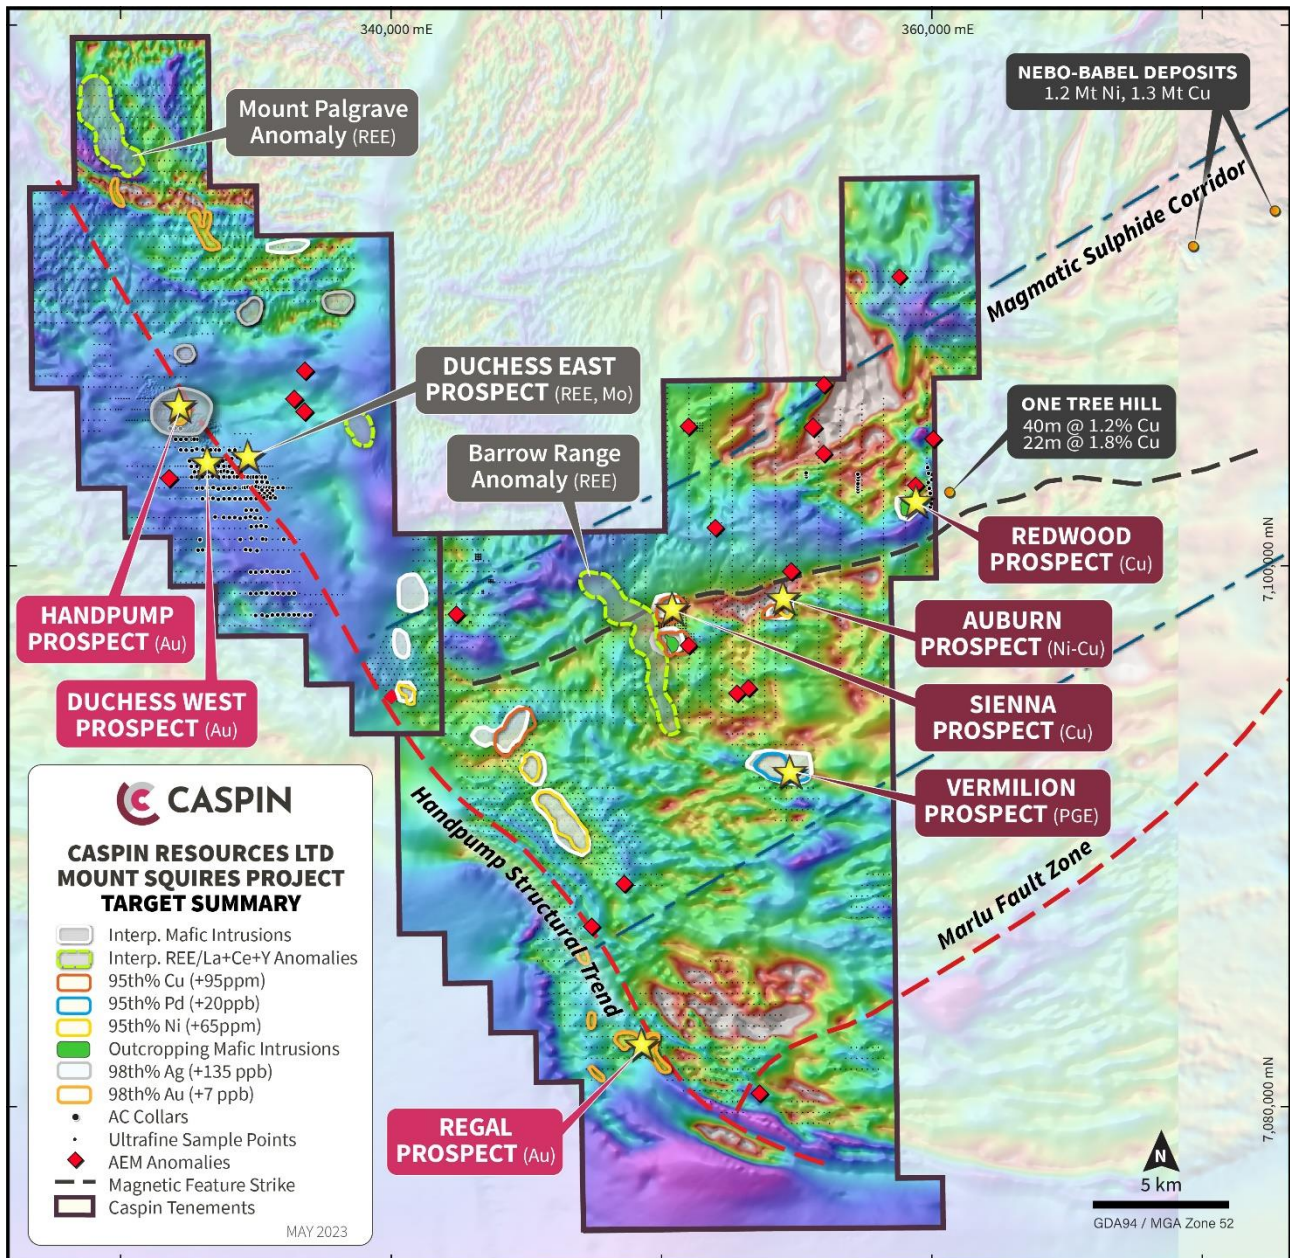 340,000 mE
360,000 mE
NEBO-BABEL DEPOSITS
1.2 Mt Ni, 1.3 Mt Cu
Mount Palgrave
Anomaly (REE)
Magmatic Sulphide Corridor
DUCHESS EAST
PROSPECT (REE, Mo)
ONE TREE HILL
40m @ 1.2% Cu
22m @ 1.8% Cu
Barrow Range
Anomaly (REE)
REDWOOD
PROSPECT (Cu)
7,100,000 mN
HANDPUMP
PROSPECT (Au)
AUBURN
PROSPECT (Ni-Cu)
DUCHESS WEST
PROSPECT (Au)
SIENNA
PROSPECT (Cu)
VERMILION
PROSPECT (PGE)
Handpump Structural Trend
Marlu Fault Zone
CASPIN
CASPIN RESOURCES LTD
MOUNT SQUIRES PROJECT
TARGET SUMMARY
Interp. Mafic Intrusions
Interp. REE/La+Ce+Y Anomalies
95th% Cu (+95ppm)
95th% Pd (+20ppb)
95th% Ni (+65ppm)
Outcropping Mafic Intrusions
98th% Ag (+135 ppb)
98th% Au (+7 ppb)
AC Collars
Ultrafine Sample Points
AEM Anomalies
Magnetic Feature Strike
Caspin Tenements
MAY 2023
REGAL
PROSPECT (Au)
7,080,000 mN
N
5 km
GDA94 / MGA Zone 52